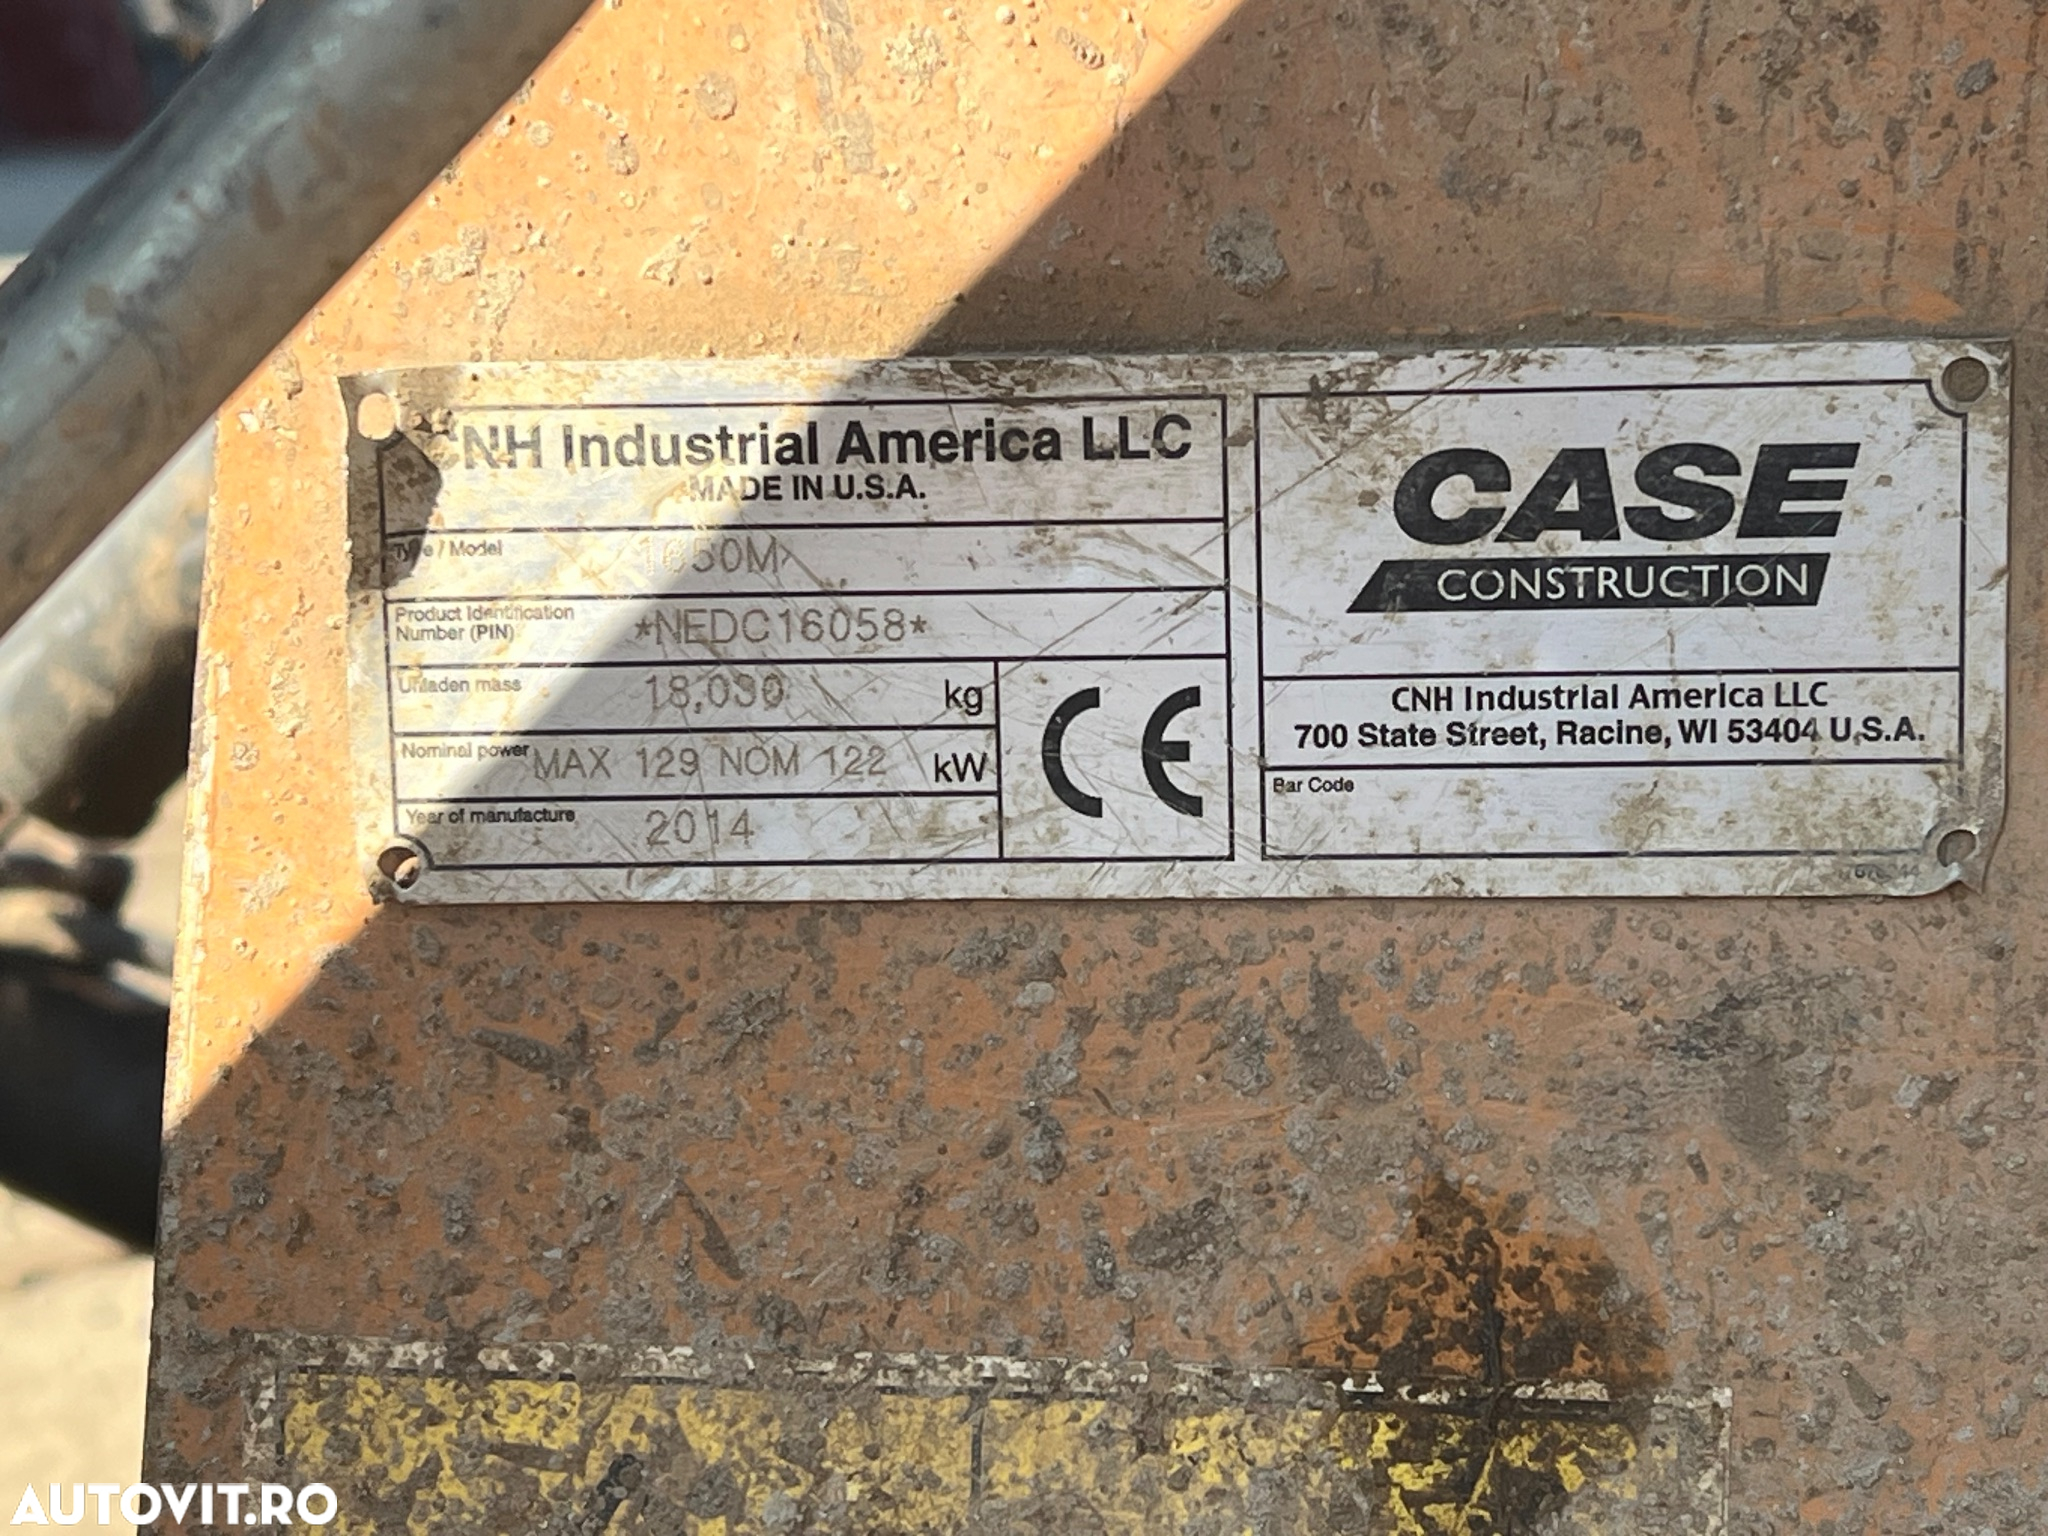 CNH Industrial America LLC
MADE IN U.S.A.
Type / Model 1650M
Product Identification
Number (PIN) *NEDC16058*
Unladen mass 18,030 kg
Nominal power MAX 129 NOM 122 kW
Year of manufacture 2014
CE
CASE
CONSTRUCTION
CNH Industrial America LLC
700 State Street, Racine, WI 53404 U.S.A.
Bar Code
AUTOVIT.RO